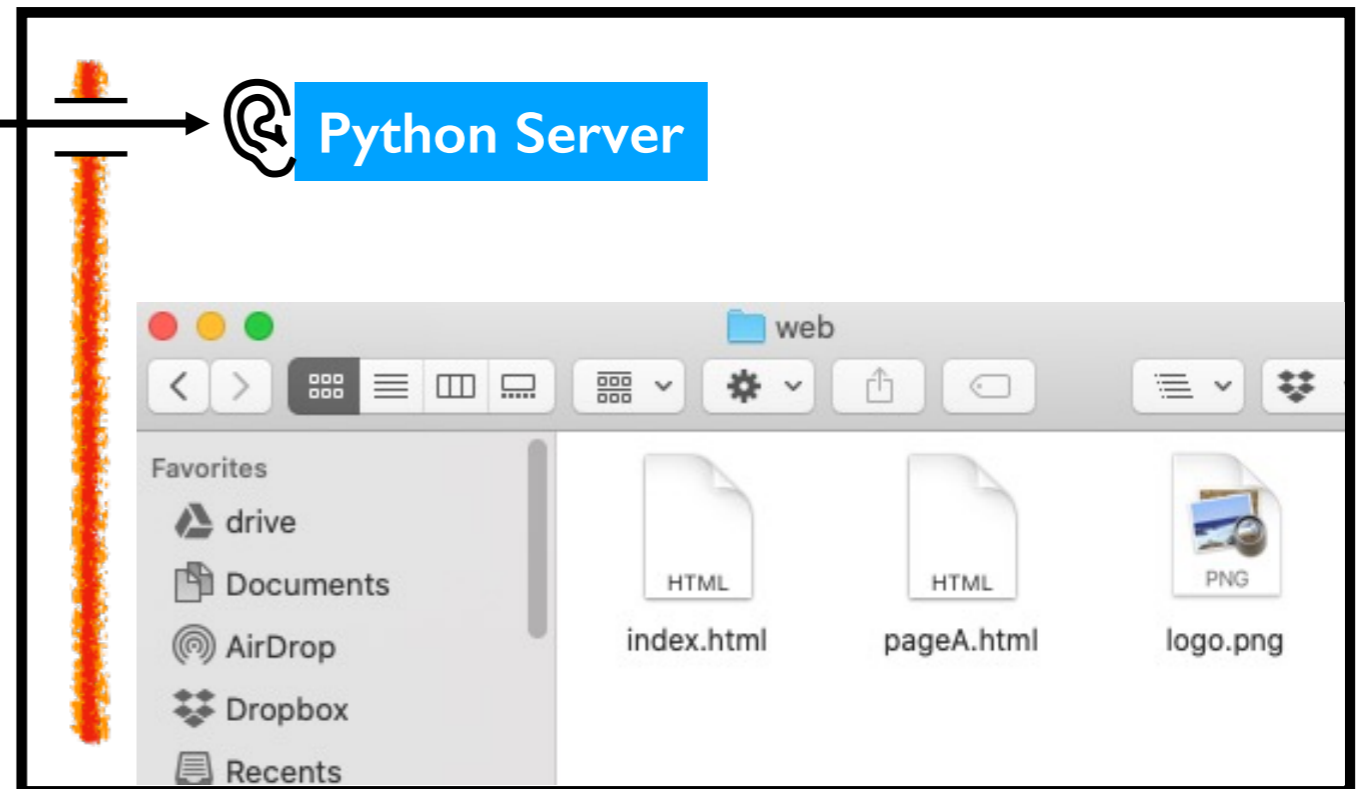 Python Server
web
Favorites
drive
Documents
AirDrop
Dropbox
Recents
HTML
HTML
PNG
index.html
pageA.html
logo.png